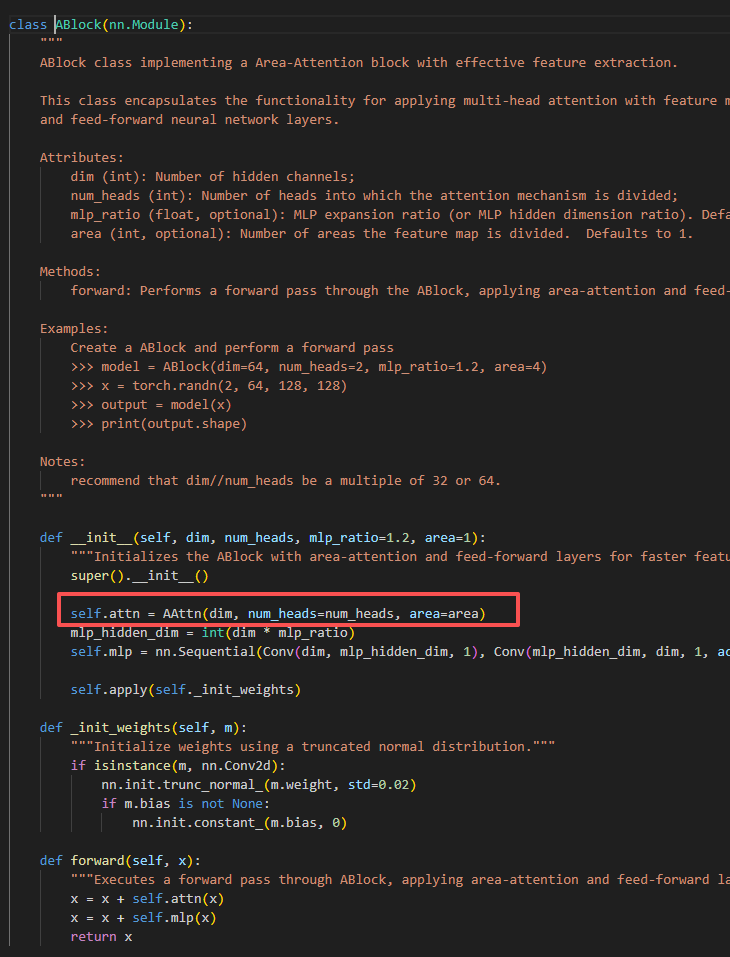 class ABlock(nn.Module):
"""
ABlock class implementing a Area-Attention block with effective feature extraction.
This class encapsulates the functionality for applying multi-head attention with feature
and feed-forward neural network layers.
Attributes:
dim (int): Number of hidden channels;
num_heads (int): Number of heads into which the attention mechanism is divided;
mlp_ratio (float, optional): MLP expansion ratio (or MLP hidden dimension ratio).
area (int, optional): Number of areas the feature map is divided.  Defaults to 1.
Methods:
forward: Performs a forward pass through the ABlock, applying area-attention and feed-
Examples:
Create a ABlock and perform a forward pass
>>> model = ABlock(dim=64, num_heads=2, mlp_ratio=1.2, area=4)
>>> x = torch.randn(2, 64, 128, 128)
>>> output = model(x)
>>> print(output.shape)
Notes:
recommend that dim//num_heads be a multiple of 32 or 64.
"""
def __init__(self, dim, num_heads, mlp_ratio=1.2, area=1):
"""Initializes the ABlock with area-attention and feed-forward layers for faster featu
super().__init__()
self.attn = AAttn(dim, num_heads=num_heads, area=area)
mlp_hidden_dim = int(dim * mlp_ratio)
self.mlp = nn.Sequential(Conv(dim, mlp_hidden_dim, 1), Conv(mlp_hidden_dim, dim, 1, ac
self.apply(self._init_weights)
def _init_weights(self, m):
"""Initialize weights using a truncated normal distribution."""
if isinstance(m, nn.Conv2d):
nn.init.trunc_normal_(m.weight, std=0.02)
if m.bias is not None:
nn.init.constant_(m.bias, 0)
def forward(self, x):
"""Executes a forward pass through ABlock, applying area-attention and feed-forward la
x = x + self.attn(x)
x = x + self.mlp(x)
return x